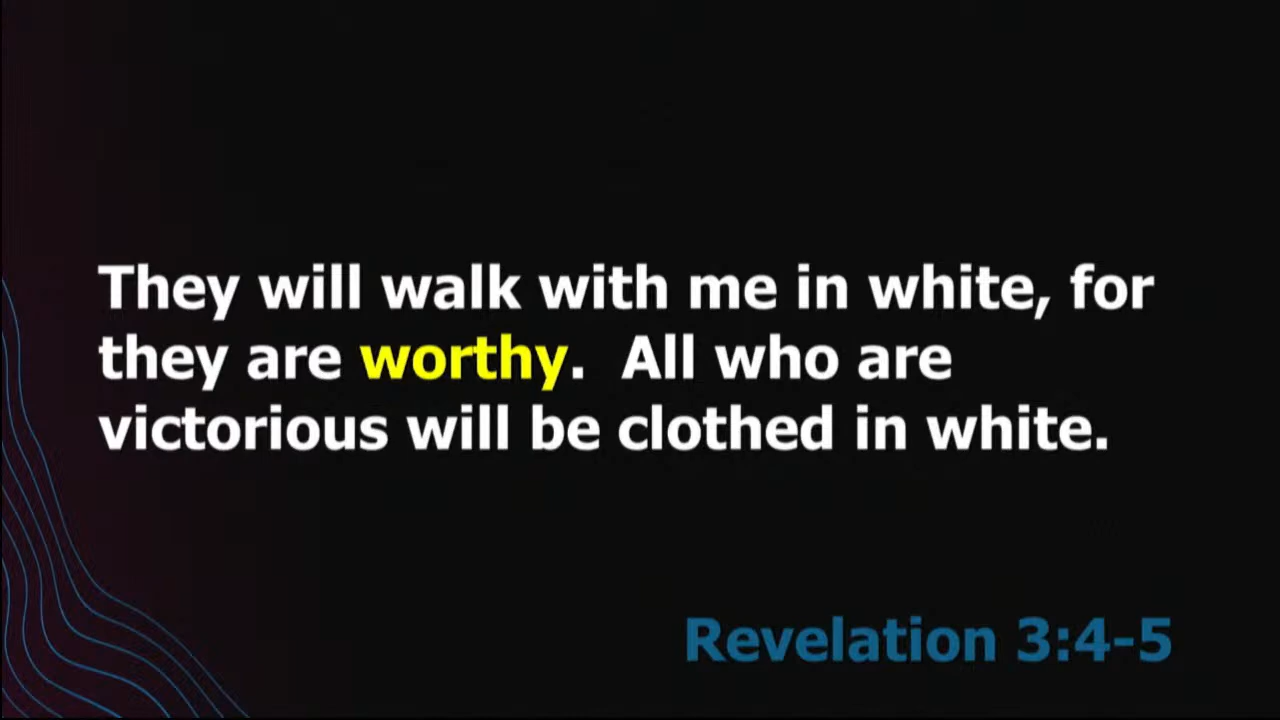 They will walk with me in white, for
they are worthy.  All who are
victorious will be clothed in white.
Revelation 3:4-5